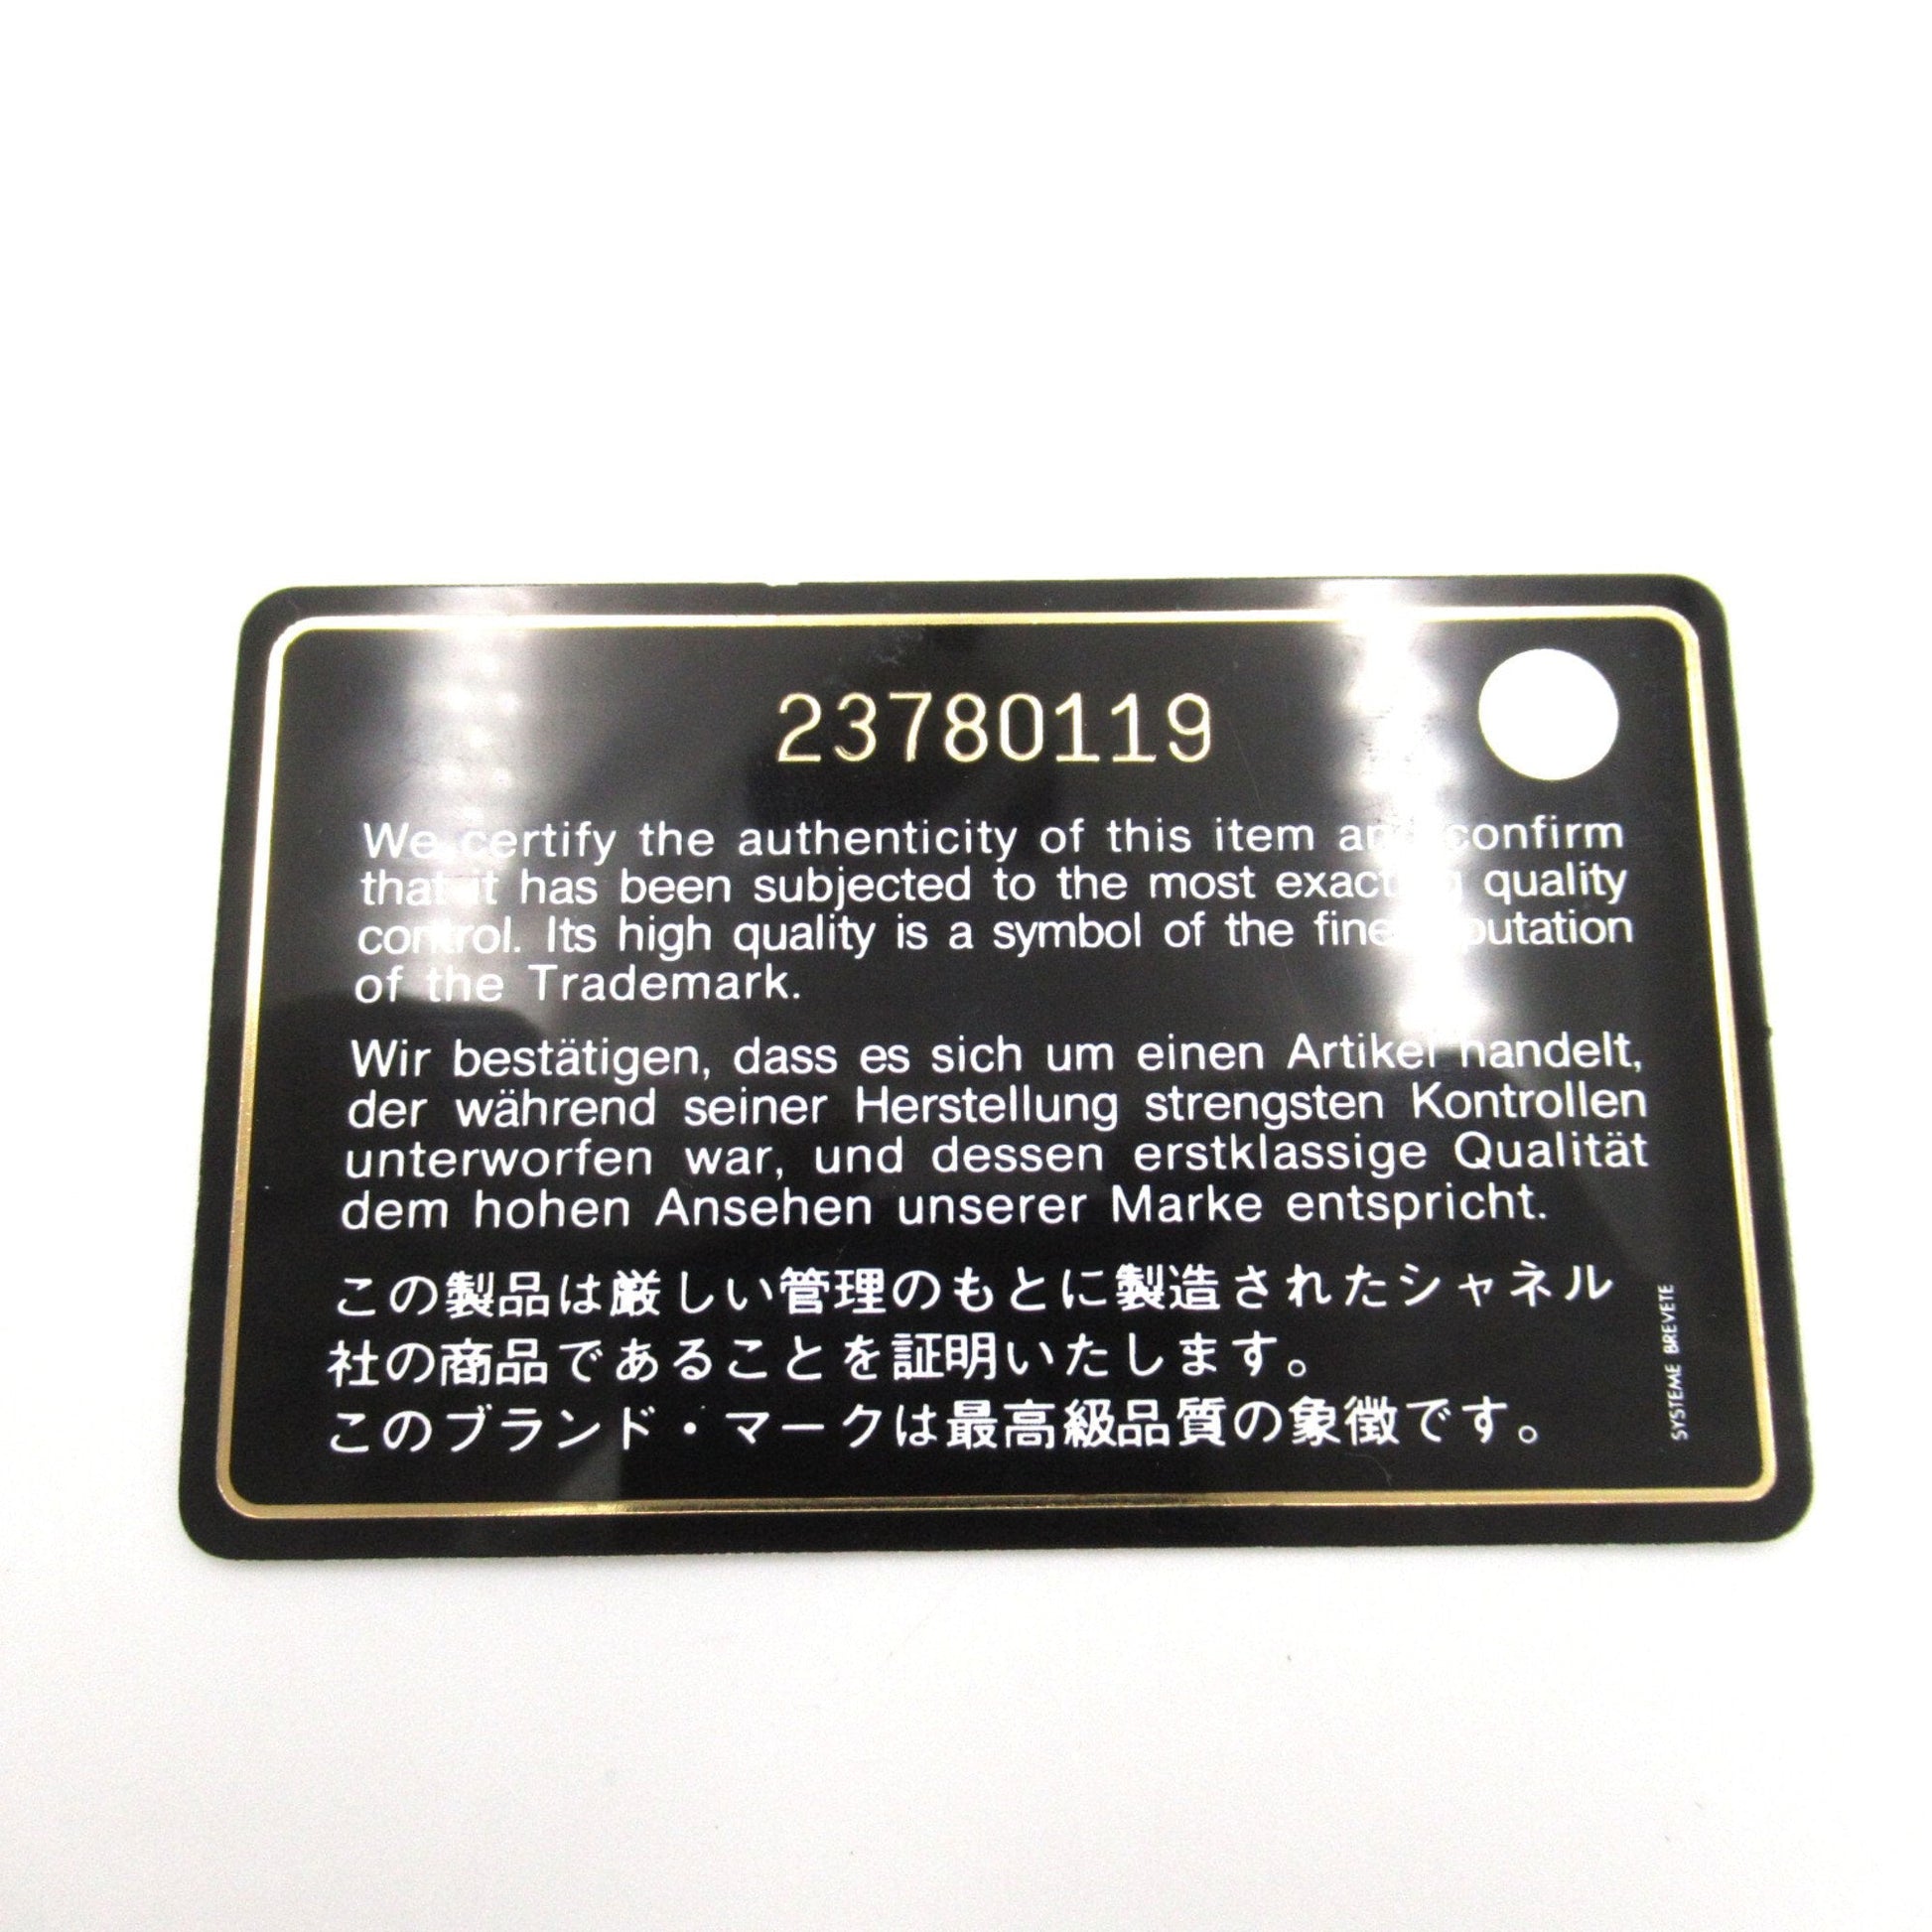 23780119
We certify the authenticity of this item and confirm
that it has been subjected to the most exacting quality
control. Its high quality is a symbol of the fine reputation
of the Trademark.
Wir bestätigen, dass es sich um einen Artikel handelt,
der während seiner Herstellung strengsten Kontrollen
unterworfen war, und dessen erstklassige Qualität
dem hohen Ansehen unserer Marke entspricht.
この製品は厳しい管理のもとに製造されたシャネル
社の商品であることを証明いたします。
このブランド・マークは最高級品質の象徴です。
SYSTEME BREVETE